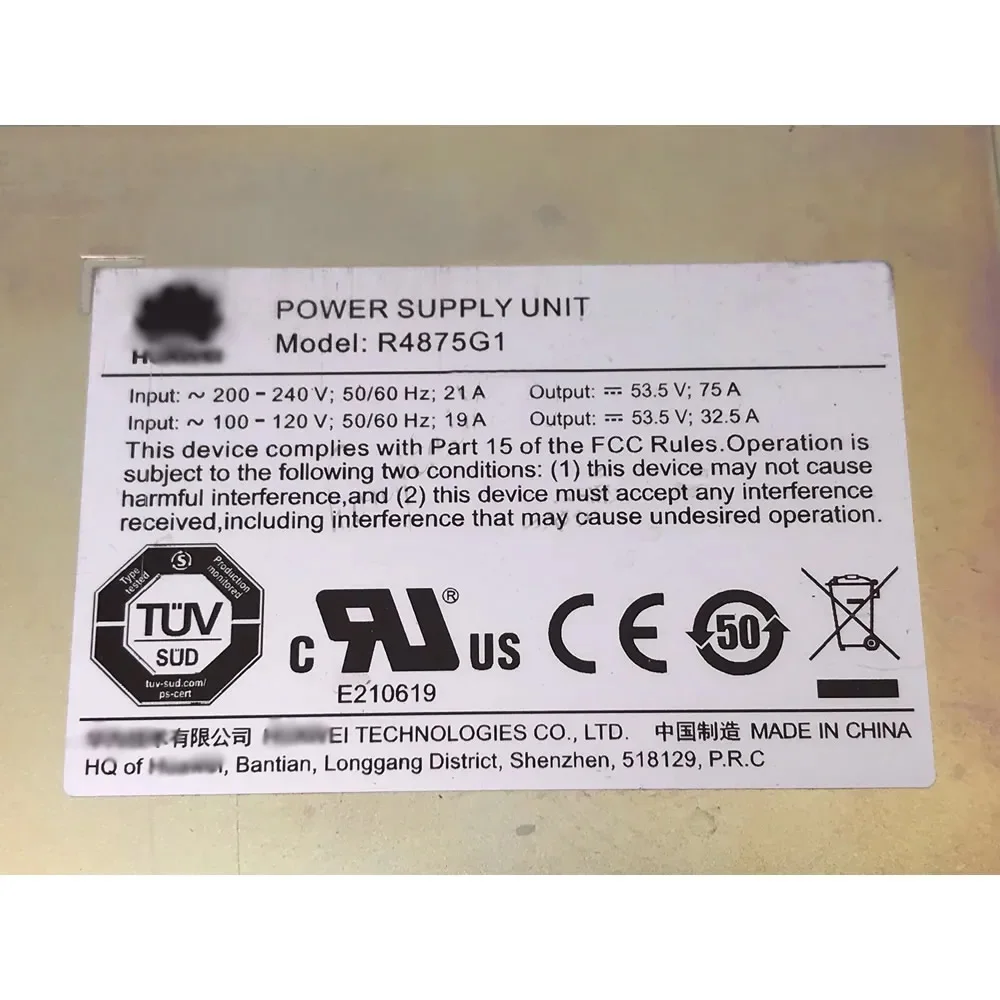 POWER SUPPLY UNIT
Model: R4875G1
Input: ～ 200－240 V; 50/60 Hz; 21 A Output: ⎓ 53.5 V; 75 A
Input: ～ 100－120 V; 50/60 Hz; 19 A Output: ⎓ 53.5 V; 32.5 A
This device complies with Part 15 of the FCC Rules.Operation is
subject to the following two conditions: (1) this device may not cause
harmful interference,and (2) this device must accept any interference
received,including interference that may cause undesired operation.
Type tested
Production monitored
TÜV
SÜD
tuv-sud.com/
ps-cert
c RU ® US
E210619
CE
50
有限公司 EI TECHNOLOGIES CO., LTD. 中国制造 MADE IN CHINA
HQ of , Bantian, Longgang District, Shenzhen, 518129, P.R.C